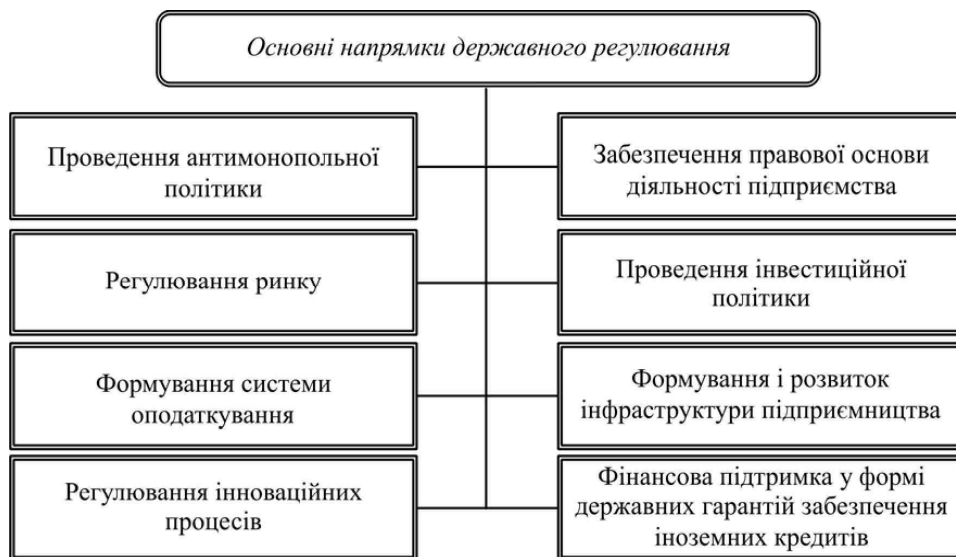 Основні напрямки державного регулювання
Проведення антимонопольної
політики
Забезпечення правової основи
діяльності підприємства
Регулювання ринку
Проведення інвестиційної
політики
Формування системи
оподаткування
Формування і розвиток
інфраструктури підприємництва
Регулювання інноваційних
процесів
Фінансова підтримка у формі
державних гарантій забезпечення
іноземних кредитів